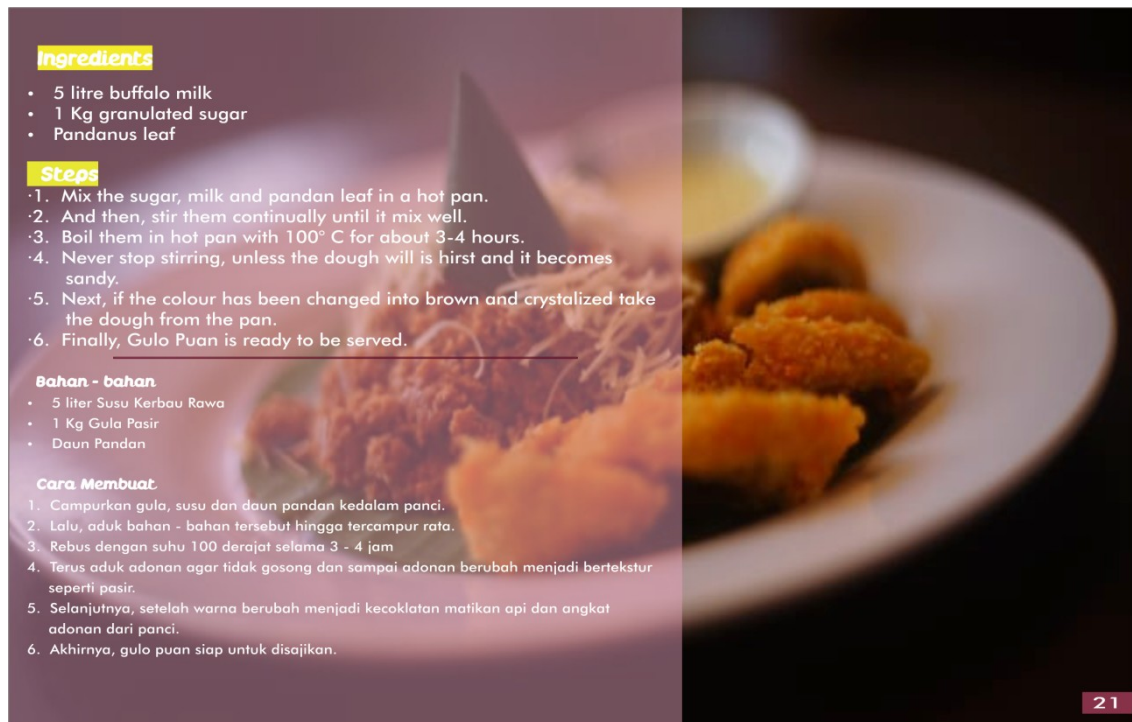 Ingredients
• 5 litre buffalo milk
• 1 Kg granulated sugar
• Pandanus leaf
Steps
·1. Mix the sugar, milk and pandan leaf in a hot pan.
·2. And then, stir them continually until it mix well.
·3. Boil them in hot pan with 100° C for about 3-4 hours.
·4. Never stop stirring, unless the dough will is hirst and it becomes
sandy.
·5. Next, if the colour has been changed into brown and crystalized take
the dough from the pan.
·6. Finally, Gulo Puan is ready to be served.
Bahan - bahan
• 5 liter Susu Kerbau Rawa
• 1 Kg Gula Pasir
• Daun Pandan
Cara Membuat
1. Campurkan gula, susu dan daun pandan kedalam panci.
2. Lalu, aduk bahan - bahan tersebut hingga tercampur rata.
3. Rebus dengan suhu 100 derajat selama 3 - 4 jam
4. Terus aduk adonan agar tidak gosong dan sampai adonan berubah menjadi bertekstur
seperti pasir.
5. Selanjutnya, setelah warna berubah menjadi kecoklatan matikan api dan angkat
adonan dari panci.
6. Akhirnya, gulo puan siap untuk disajikan.
21